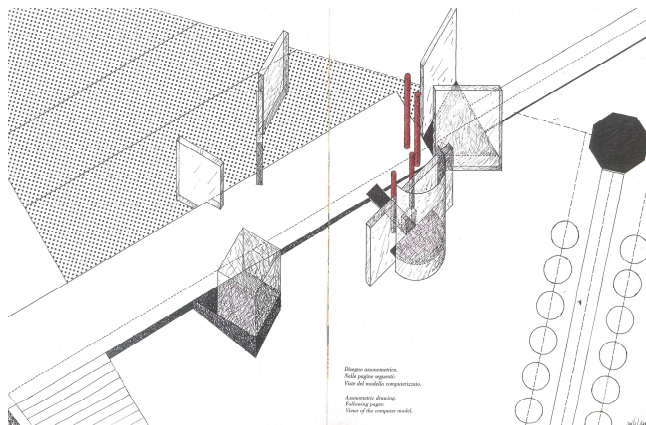 Disegno assonometrico.
Nelle pagine seguenti:
Viste del modello computerizzato.
Axonometric drawing.
Following pages:
Views of the computer model.